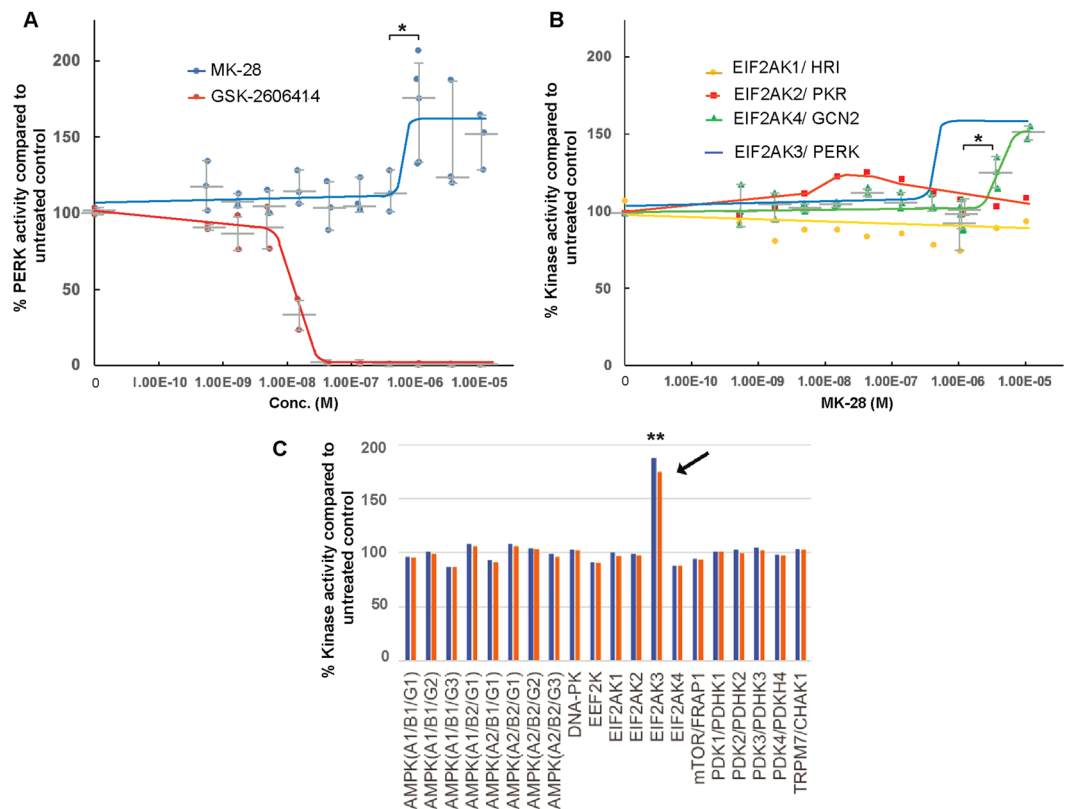 A
% PERK activity compared to
untreated control
200
150
100
50
0
*
MK-28
GSK-2606414
0
1.00E-10
1.00E-09
1.00E-08
1.00E-07
1.00E-06
1.00E-05
Conc. (M)
B
% Kinase activity compared to
untreated control
200
150
100
50
0
EIF2AK1/ HRI
EIF2AK2/ PKR
EIF2AK4/ GCN2
EIF2AK3/ PERK
*
0
1.00E-10
1.00E-09
1.00E-08
1.00E-07
1.00E-06
1.00E-05
MK-28 (M)
C
% Kinase activity compared to
untreated control
200
150
100
50
0
**
AMPK(A1/B1/G1)
AMPK(A1/B1/G2)
AMPK(A1/B1/G3)
AMPK(A1/B2/G1)
AMPK(A2/B1/G1)
AMPK(A2/B2/G1)
AMPK(A2/B2/G2)
AMPK(A2/B2/G3)
DNA-PK
EEF2K
EIF2AK1
EIF2AK2
EIF2AK3
EIF2AK4
mTOR/FRAP1
PDK1/PDHK1
PDK2/PDHK2
PDK3/PDHK3
PDK4/PDKH4
TRPM7/CHAK1